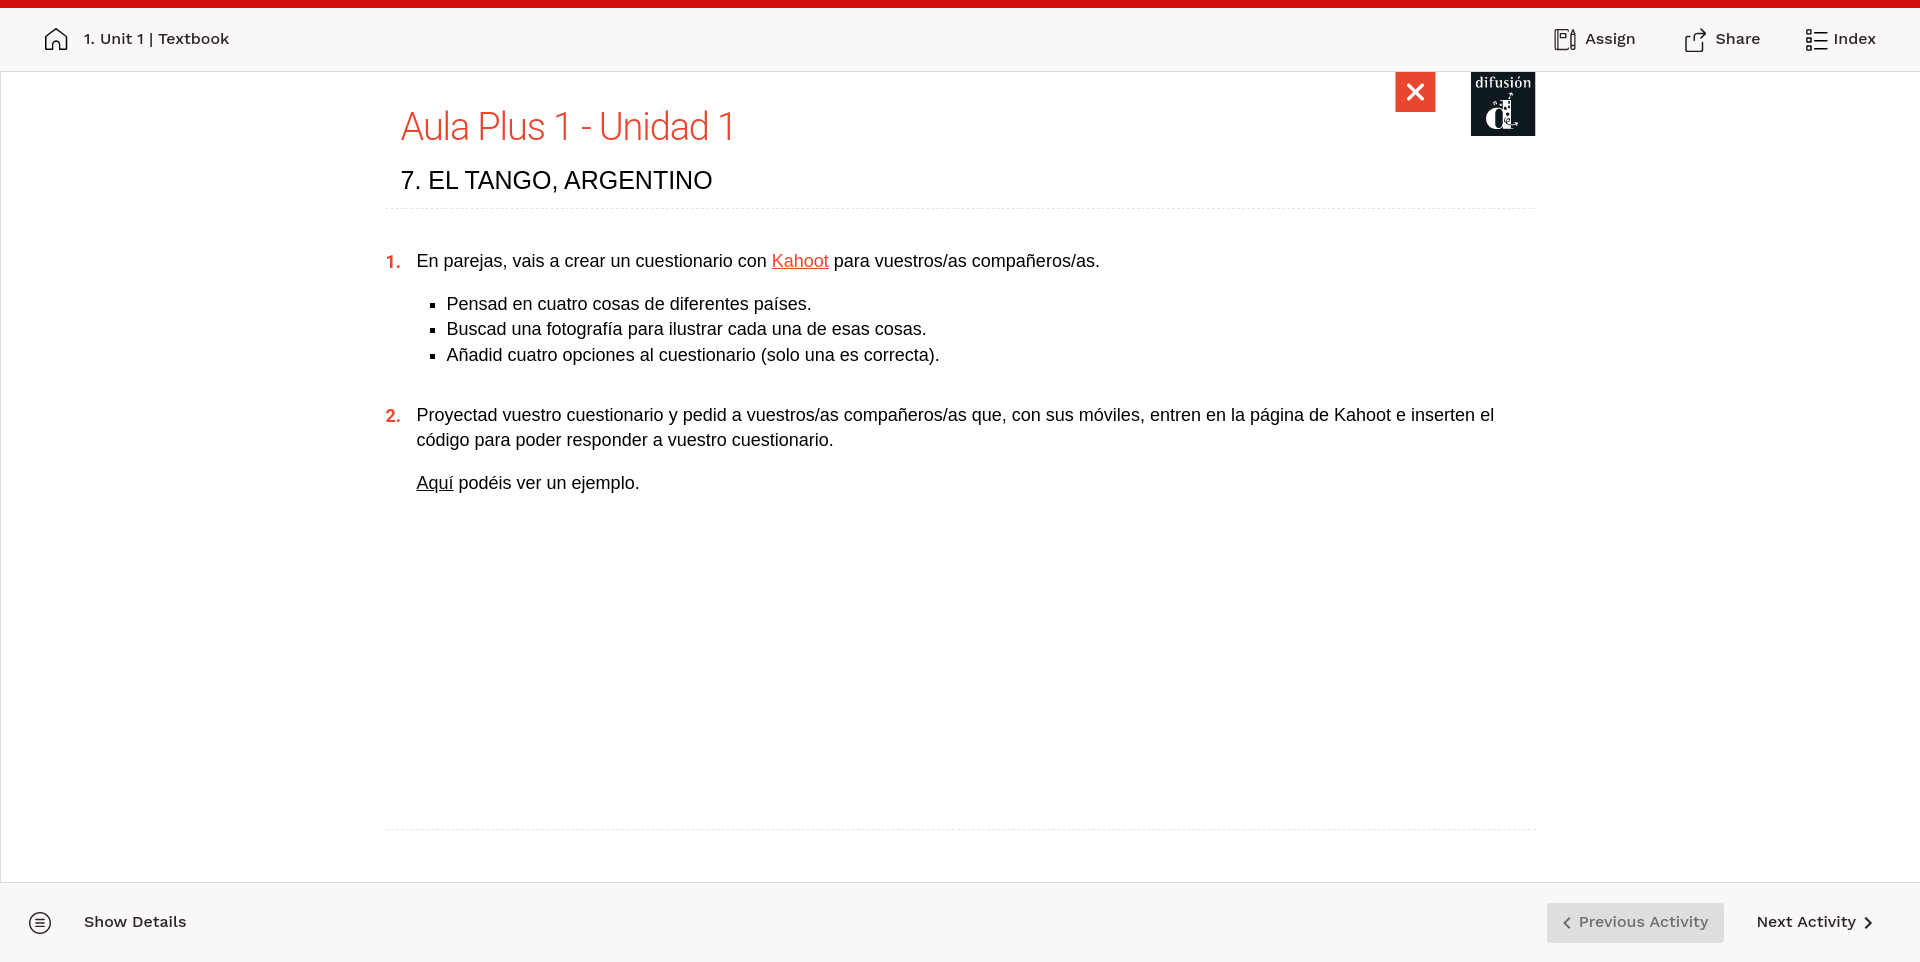 1. Unit 1 | Textbook
Assign
Share
Index
difusión
d
Aula Plus 1 - Unidad 1
7. EL TANGO, ARGENTINO
1. En parejas, vais a crear un cuestionario con Kahoot para vuestros/as compañeros/as.
▪ Pensad en cuatro cosas de diferentes países.
▪ Buscad una fotografía para ilustrar cada una de esas cosas.
▪ Añadid cuatro opciones al cuestionario (solo una es correcta).
2. Proyectad vuestro cuestionario y pedid a vuestros/as compañeros/as que, con sus móviles, entren en la página de Kahoot e inserten el
código para poder responder a vuestro cuestionario.
Aquí podéis ver un ejemplo.
Show Details
Previous Activity
Next Activity